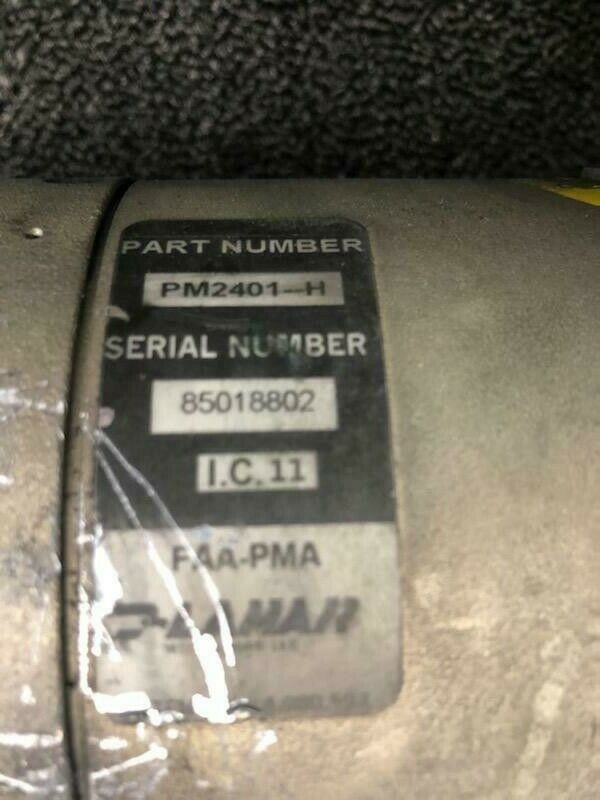 PART NUMBER
PM2401-H
SERIAL NUMBER
85018802
I.C. 11
FAA-PMA
LAMAR